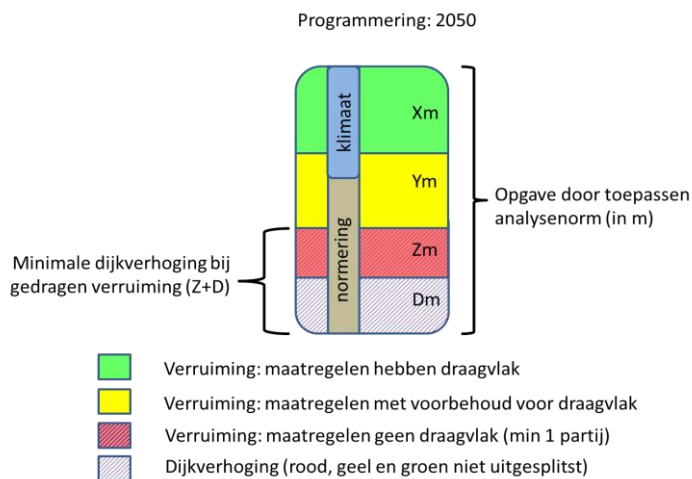 Programmering: 2050
klimaat
normering
Xm
Ym
Zm
Dm
Opgave door toepassen
analysenorm (in m)
Minimale dijkverhoging bij
gedragen verruiming (Z+D)
Verruiming: maatregelen hebben draagvlak
Verruiming: maatregelen met voorbehoud voor draagvlak
Verruiming: maatregelen geen draagvlak (min 1 partij)
Dijkverhoging (rood, geel en groen niet uitgesplitst)